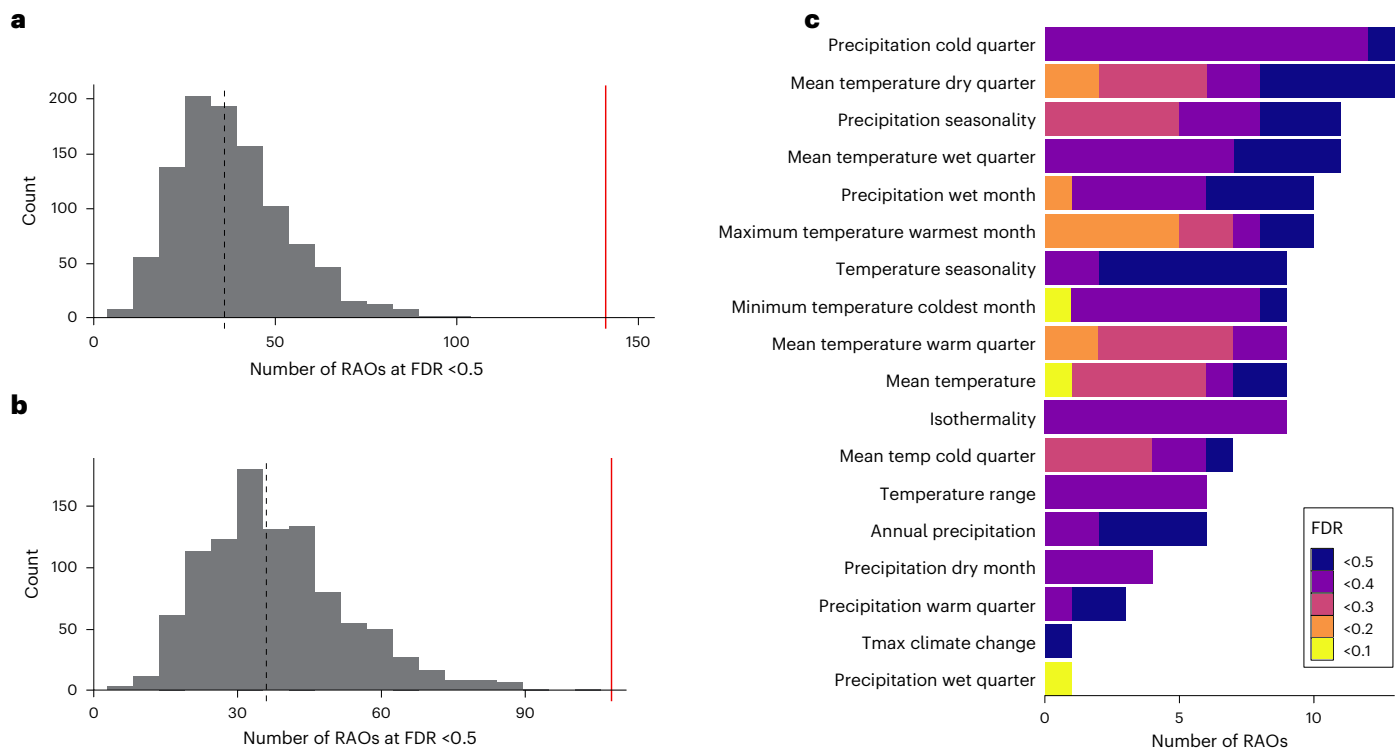 a
200
150
100
50
0
Count
0 50 100 150
Number of RAOs at FDR <0.5
b
150
100
50
0
Count
0 30 60 90
Number of RAOs at FDR <0.5
c
Precipitation cold quarter
Mean temperature dry quarter
Precipitation seasonality
Mean temperature wet quarter
Precipitation wet month
Maximum temperature warmest month
Temperature seasonality
Minimum temperature coldest month
Mean temperature warm quarter
Mean temperature
Isothermality
Mean temp cold quarter
Temperature range
Annual precipitation
Precipitation dry month
Precipitation warm quarter
Tmax climate change
Precipitation wet quarter
0 5 10
Number of RAOs
FDR
<0.5
<0.4
<0.3
<0.2
<0.1